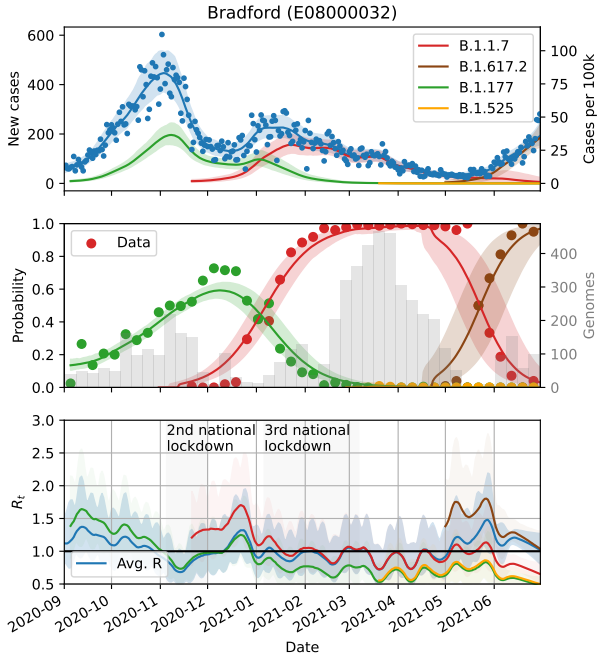 Bradford (E08000032)
New cases
600
400
200
0
B.1.1.7
B.1.617.2
B.1.177
B.1.525
100
75
50
25
0
Cases per 100k
Probability
1.0
0.8
0.6
0.4
0.2
0.0
Data
400
300
200
100
0
Genomes
Rt
3.0
2.5
2.0
1.5
1.0
0.5
2nd national
lockdown
3rd national
lockdown
Avg. R
2020-09
2020-10
2020-11
2020-12
2021-01
2021-02
2021-03
2021-04
2021-05
2021-06
Date